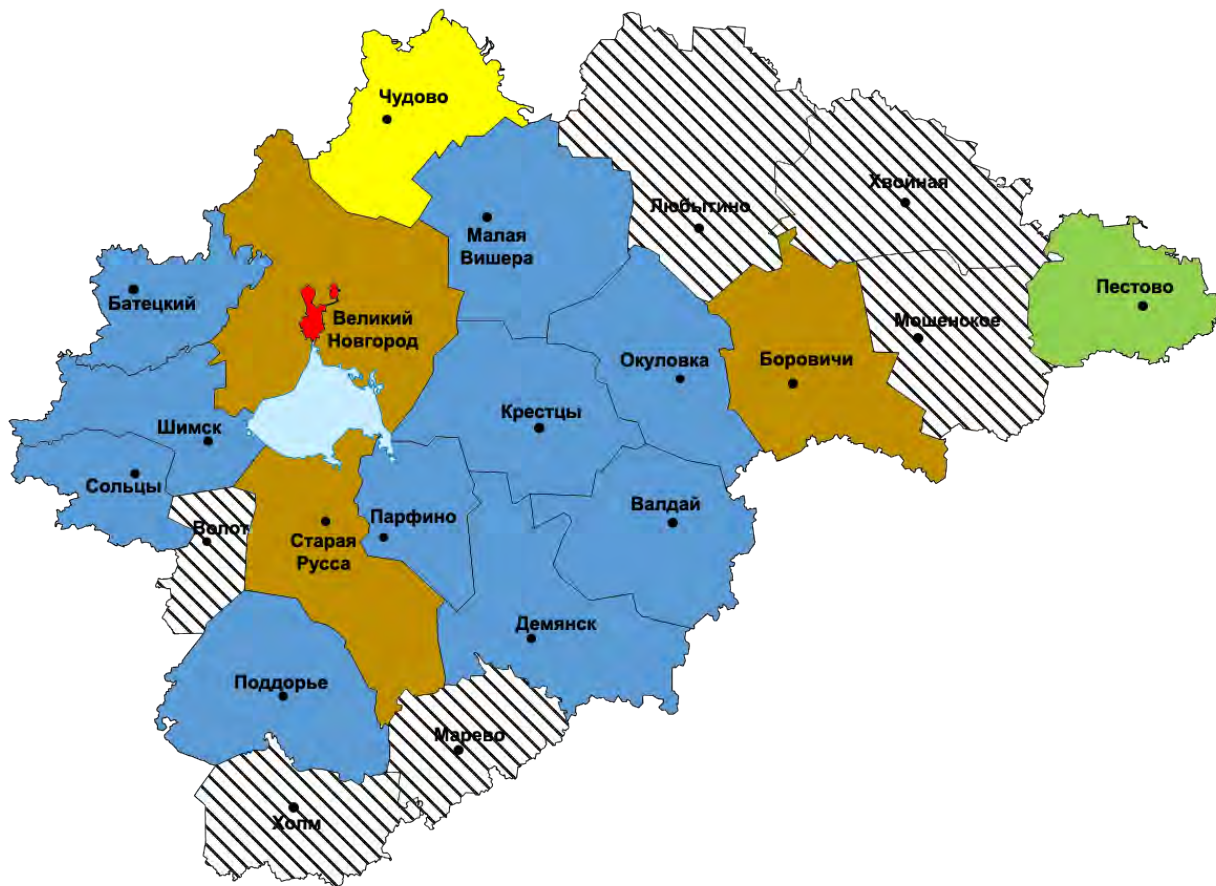 Чудово
Хвойная
Любытино
Малая
Вишера
Пестово
Батецкий
Великий
Новгород
Мошенское
Окуловка
Боровичи
Крестцы
Шимск
Сольцы
Валдай
Парфино
Волот
Старая
Русса
Демянск
Поддорье
Марево
Холм